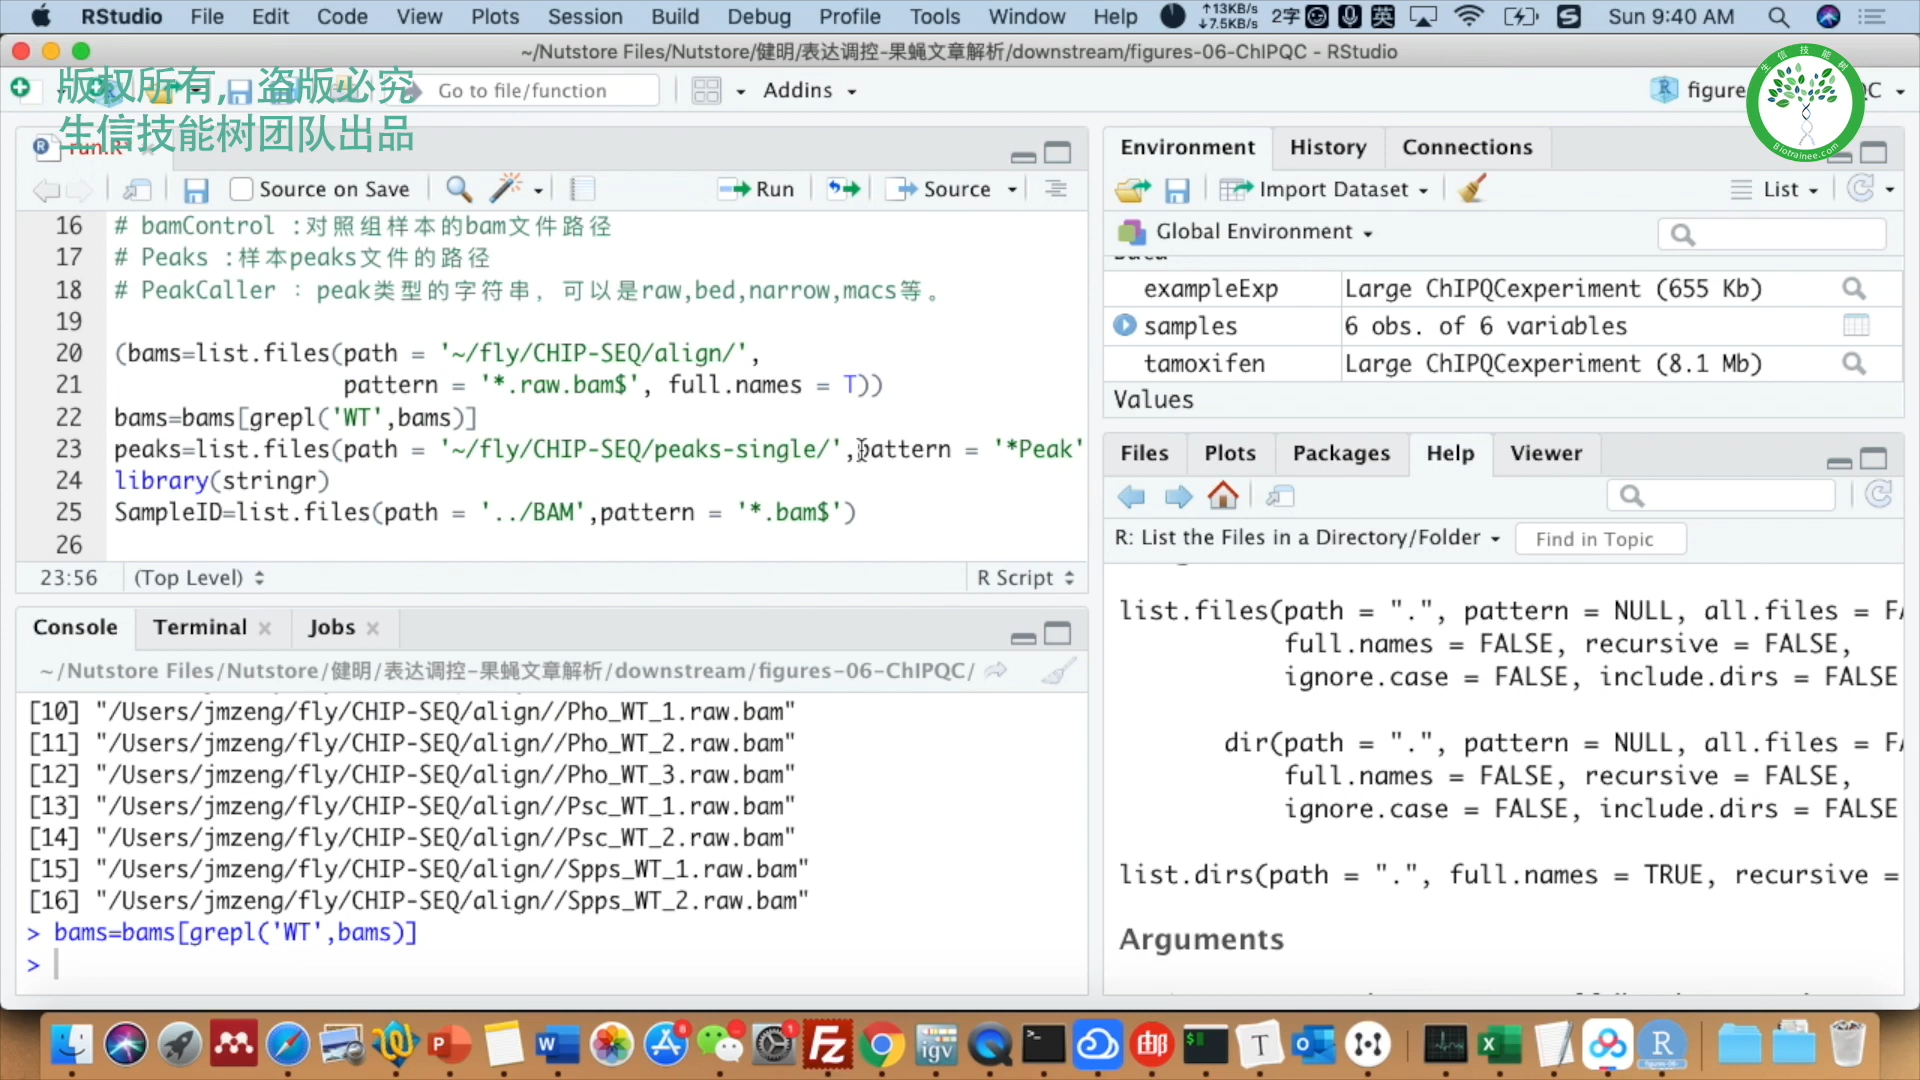 RStudio File Edit Code View Plots Session Build Debug Profile Tools Window Help ↑13KB/s ↓7.5KB/s 2字 英 Sun 9:40 AM
~/Nutstore Files/Nutstore/健明/表达调控-果蝇文章解析/downstream/figures-06-ChIPQC - RStudio
版权所有，盗版必究
生信技能树团队出品
Go to file/function Addins
生信技能树
Biotrainee.com
run.R
Source on Save Run Source
16 # bamControl :对照组样本的bam文件路径
17 # Peaks :样本peaks文件的路径
18 # PeakCaller : peak类型的字符串, 可以是raw,bed,narrow,macs等。
19
20 (bams=list.files(path = '~/fly/CHIP-SEQ/align/',
21 pattern = '*.raw.bam$', full.names = T))
22 bams=bams[grepl('WT',bams)]
23 peaks=list.files(path = '~/fly/CHIP-SEQ/peaks-single/',pattern = '*Peak'
24 library(stringr)
25 SampleID=list.files(path = '../BAM',pattern = '*.bam$')
26
23:56 (Top Level) R Script
Console Terminal Jobs
~/Nutstore Files/Nutstore/健明/表达调控-果蝇文章解析/downstream/figures-06-ChIPQC/
[10] "/Users/jmzeng/fly/CHIP-SEQ/align//Pho_WT_1.raw.bam"
[11] "/Users/jmzeng/fly/CHIP-SEQ/align//Pho_WT_2.raw.bam"
[12] "/Users/jmzeng/fly/CHIP-SEQ/align//Pho_WT_3.raw.bam"
[13] "/Users/jmzeng/fly/CHIP-SEQ/align//Psc_WT_1.raw.bam"
[14] "/Users/jmzeng/fly/CHIP-SEQ/align//Psc_WT_2.raw.bam"
[15] "/Users/jmzeng/fly/CHIP-SEQ/align//Spps_WT_1.raw.bam"
[16] "/Users/jmzeng/fly/CHIP-SEQ/align//Spps_WT_2.raw.bam"
> bams=bams[grepl('WT',bams)]
>
Environment History Connections
Import Dataset List
Global Environment
exampleExp Large ChIPQCexperiment (655 Kb)
samples 6 obs. of 6 variables
tamoxifen Large ChIPQCexperiment (8.1 Mb)
Values
Files Plots Packages Help Viewer
R: List the Files in a Directory/Folder Find in Topic
list.files(path = ".", pattern = NULL, all.files = FA
full.names = FALSE, recursive = FALSE,
ignore.case = FALSE, include.dirs = FALSE
dir(path = ".", pattern = NULL, all.files = FA
full.names = FALSE, recursive = FALSE,
ignore.case = FALSE, include.dirs = FALSE
list.dirs(path = ".", full.names = TRUE, recursive =
Arguments